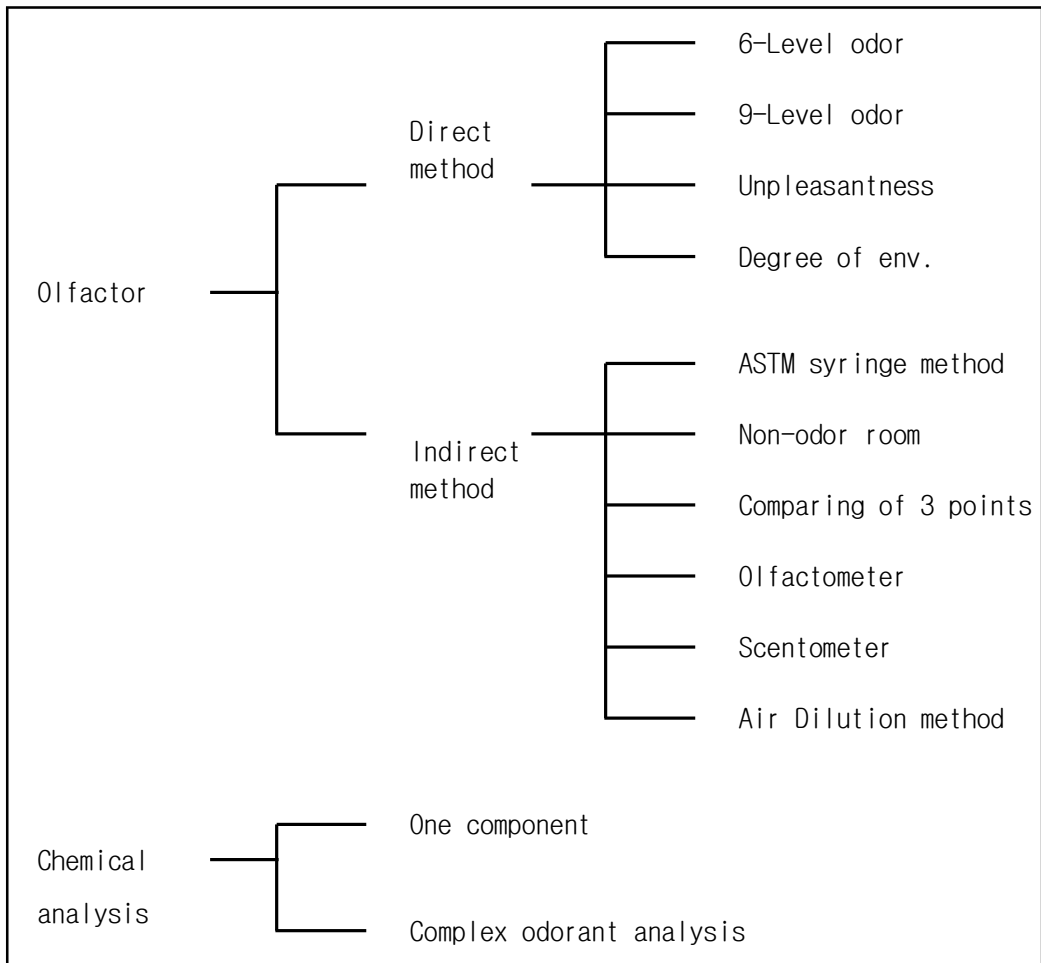 6-Level odor
9-Level odor
Direct
method
Unpleasantness
Degree of env.
Olfactor
ASTM syringe method
Non-odor room
Indirect
method
Comparing of 3 points
Olfactometer
Scentometer
Air Dilution method
One component
Chemical
analysis
Complex odorant analysis